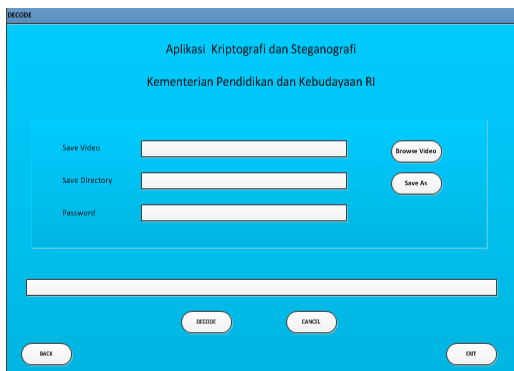 DECODE
Aplikasi Kriptografi dan Steganografi
Kementerian Pendidikan dan Kebudayaan RI
Save Video
Browse Video
Save Directory
Save As
Password
DECODE
CANCEL
BACK
EXIT